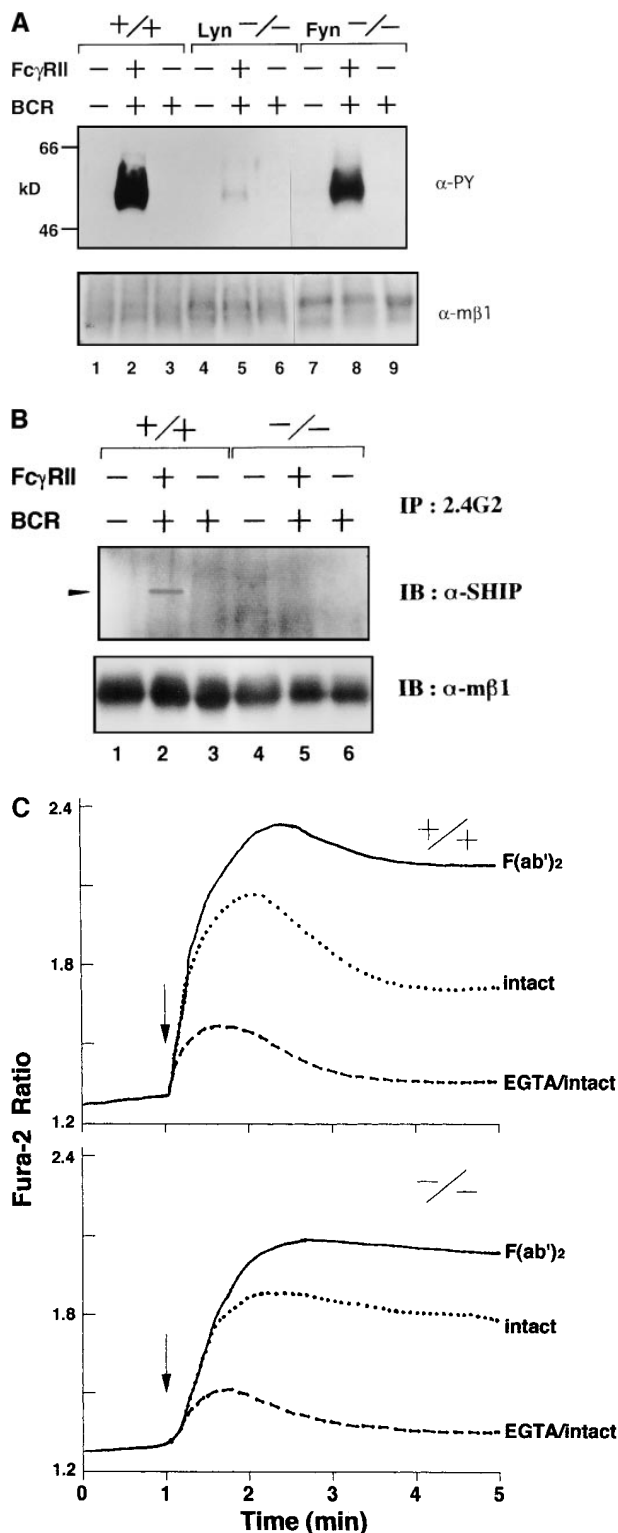 A
+/+ Lyn −/− Fyn −/−
FcγRII − + − − + − − + −
BCR − + + − + + − + +
66
kD
46
α-PY
α-mβ1
1 2 3 4 5 6 7 8 9
B
+/+ −/−
FcγRII − + − − + −
BCR − + + − + +
IP : 2.4G2
IB : α-SHIP
IB : α-mβ1
1 2 3 4 5 6
C
Fura-2 Ratio
2.4
1.8
1.2
+/+
F(ab')2
intact
EGTA/intact
2.4
1.8
1.2
−/−
F(ab')2
intact
EGTA/intact
0 1 2 3 4 5
Time (min)